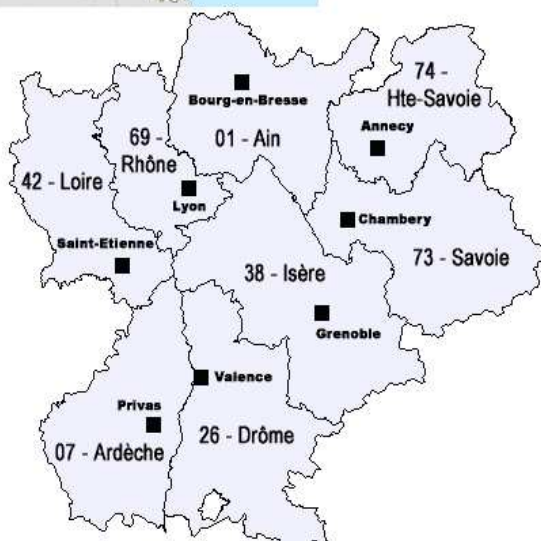 74 -
Hte-Savoie
Bourg-en-Bresse
69 -
Rhône
01 - Ain
Annecy
42 - Loire
Lyon
Chambery
Saint-Etienne
73 - Savoie
38 - Isère
Grenoble
Valence
Privas
26 - Drôme
07 - Ardèche